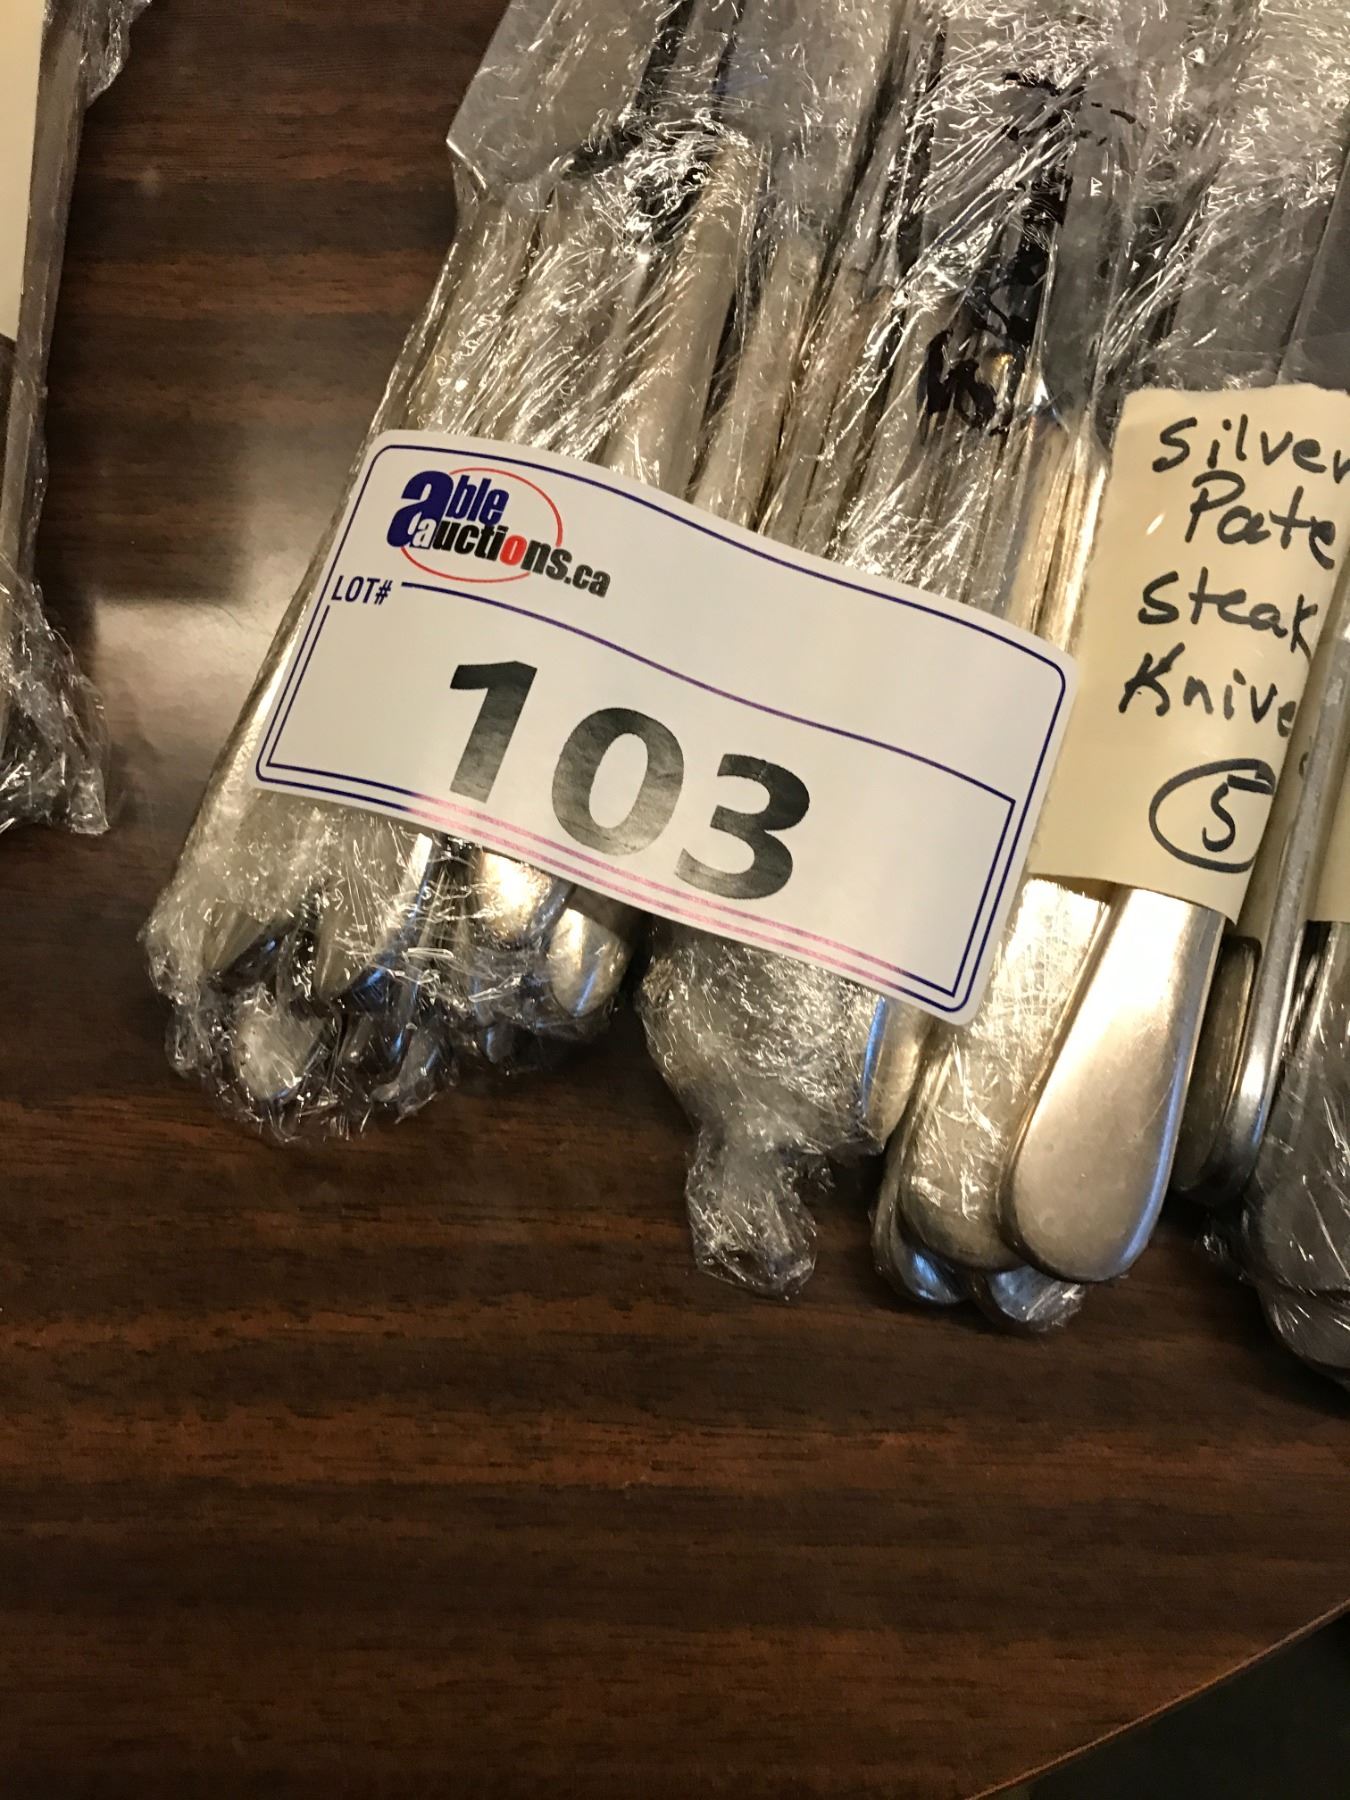 able
auctions.ca
LOT#
103
Silver
Pate
Steak
Knive
5